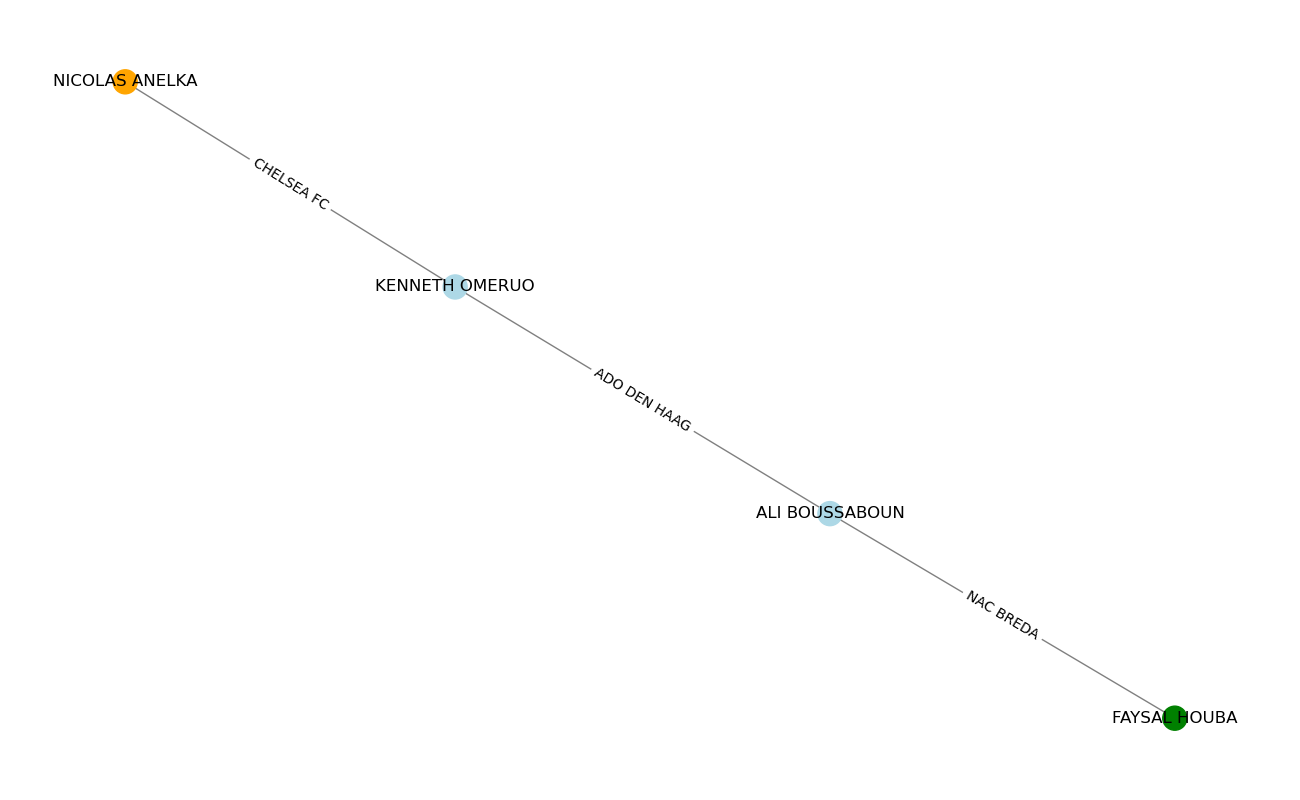 NICOLAS ANELKA
CHELSEA FC
KENNETH OMERUO
ADO DEN HAAG
ALI BOUSSABOUN
NAC BREDA
FAYSAL HOUBA